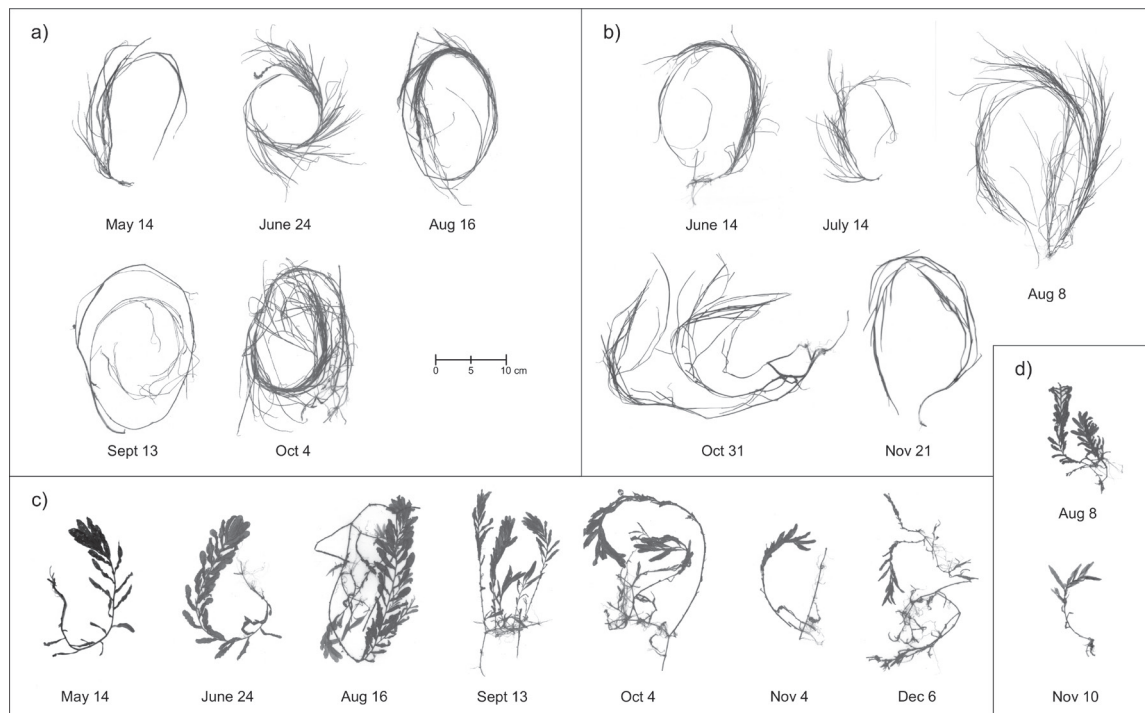 a)
May 14
June 24
Aug 16
Sept 13
Oct 4
0 5 10 cm
b)
June 14
July 14
Aug 8
Oct 31
Nov 21
c)
May 14
June 24
Aug 16
Sept 13
Oct 4
Nov 4
Dec 6
d)
Aug 8
Nov 10